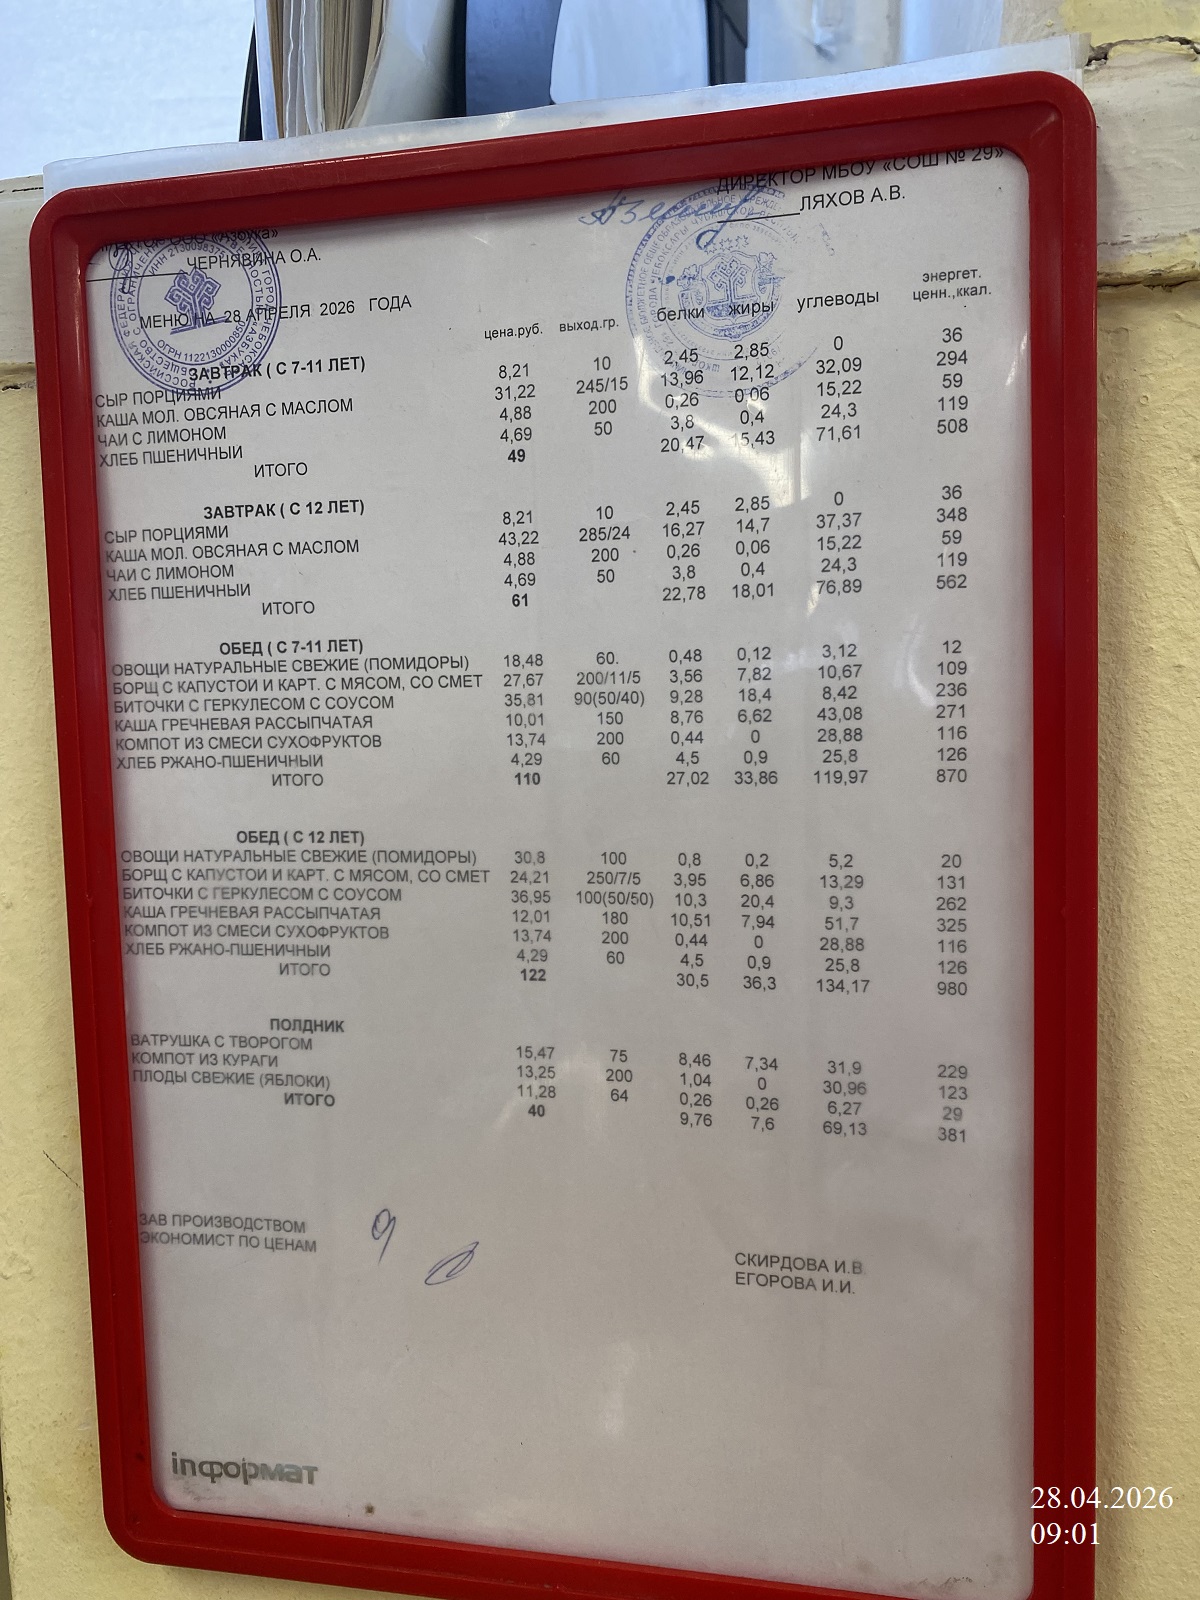 ДИРЕКТОР МБОУ «СОШ № 29»
ЛЯХОВ А.В.
ООО «АЗБУКА»
ЧЕРНЯВИНА О.А.
МЕНЮ НА 28 АПРЕЛЯ 2026 ГОДА
цена.руб. выход.гр. белки жиры углеводы энергет. ценн.,ккал.
ЗАВТРАК ( С 7-11 ЛЕТ)
СЫР ПОРЦИЯМИ 8,21 10 2,45 2,85 0 36
КАША МОЛ. ОВСЯНАЯ С МАСЛОМ 31,22 245/15 13,96 12,12 32,09 294
ЧАЙ С ЛИМОНОМ 4,88 200 0,26 0,06 15,22 59
ХЛЕБ ПШЕНИЧНЫЙ 4,69 50 3,8 0,4 24,3 119
ИТОГО 49 20,47 15,43 71,61 508
ЗАВТРАК ( С 12 ЛЕТ)
СЫР ПОРЦИЯМИ 8,21 10 2,45 2,85 0 36
КАША МОЛ. ОВСЯНАЯ С МАСЛОМ 43,22 285/24 16,27 14,7 37,37 348
ЧАЙ С ЛИМОНОМ 4,88 200 0,26 0,06 15,22 59
ХЛЕБ ПШЕНИЧНЫЙ 4,69 50 3,8 0,4 24,3 119
ИТОГО 61 22,78 18,01 76,89 562
ОБЕД ( С 7-11 ЛЕТ)
ОВОЩИ НАТУРАЛЬНЫЕ СВЕЖИЕ (ПОМИДОРЫ) 18,48 60. 0,48 0,12 3,12 12
БОРЩ С КАПУСТОЙ И КАРТ. С МЯСОМ, СО СМЕТ 27,67 200/11/5 3,56 7,82 10,67 109
БИТОЧКИ С ГЕРКУЛЕСОМ С СОУСОМ 35,81 90(50/40) 9,28 18,4 8,42 236
КАША ГРЕЧНЕВАЯ РАССЫПЧАТАЯ 10,01 150 8,76 6,62 43,08 271
КОМПОТ ИЗ СМЕСИ СУХОФРУКТОВ 13,74 200 0,44 0 28,88 116
ХЛЕБ РЖАНО-ПШЕНИЧНЫЙ 4,29 60 4,5 0,9 25,8 126
ИТОГО 110 27,02 33,86 119,97 870
ОБЕД ( С 12 ЛЕТ)
ОВОЩИ НАТУРАЛЬНЫЕ СВЕЖИЕ (ПОМИДОРЫ) 30,8 100 0,8 0,2 5,2 20
БОРЩ С КАПУСТОЙ И КАРТ. С МЯСОМ, СО СМЕТ 24,21 250/7/5 3,95 6,86 13,29 131
БИТОЧКИ С ГЕРКУЛЕСОМ С СОУСОМ 36,95 100(50/50) 10,3 20,4 9,3 262
КАША ГРЕЧНЕВАЯ РАССЫПЧАТАЯ 12,01 180 10,51 7,94 51,7 325
КОМПОТ ИЗ СМЕСИ СУХОФРУКТОВ 13,74 200 0,44 0 28,88 116
ХЛЕБ РЖАНО-ПШЕНИЧНЫЙ 4,29 60 4,5 0,9 25,8 126
ИТОГО 122 30,5 36,3 134,17 980
ПОЛДНИК
ВАТРУШКА С ТВОРОГОМ 15,47 75 8,46 7,34 31,9 229
КОМПОТ ИЗ КУРАГИ 13,25 200 1,04 0 30,96 123
ПЛОДЫ СВЕЖИЕ (ЯБЛОКИ) 11,28 64 0,26 0,26 6,27 29
ИТОГО 40 9,76 7,6 69,13 381
ЗАВ ПРОИЗВОДСТВОМ СКИРДОВА И.В.
ЭКОНОМИСТ ПО ЦЕНАМ ЕГОРОВА И.И.
inформат
28.04.2026
09:01